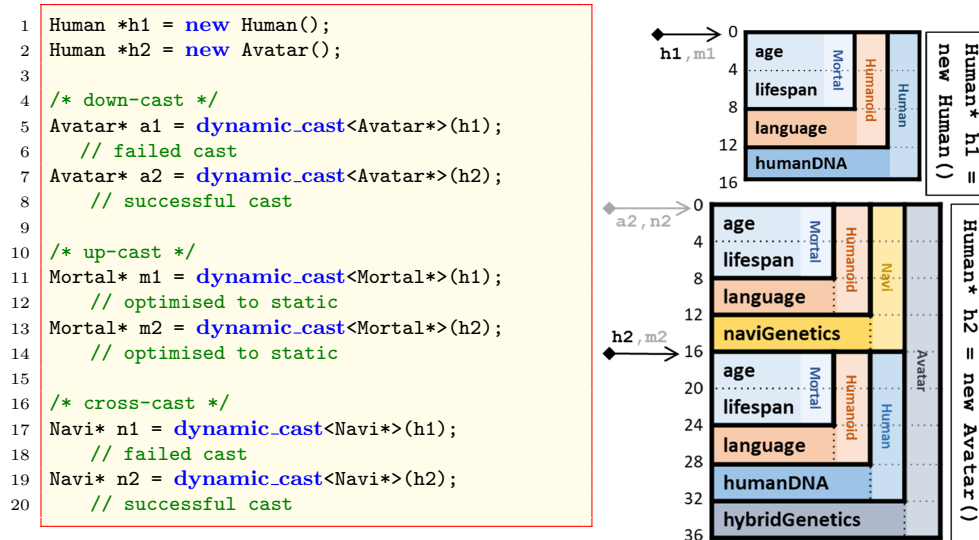 1 Human *h1 = new Human();
2 Human *h2 = new Avatar();
3
4 /* down-cast */
5 Avatar* a1 = dynamic_cast<Avatar*>(h1);
6 // failed cast
7 Avatar* a2 = dynamic_cast<Avatar*>(h2);
8 // successful cast
9
10 /* up-cast */
11 Mortal* m1 = dynamic_cast<Mortal*>(h1);
12 // optimised to static
13 Mortal* m2 = dynamic_cast<Mortal*>(h2);
14 // optimised to static
15
16 /* cross-cast */
17 Navi* n1 = dynamic_cast<Navi*>(h1);
18 // failed cast
19 Navi* n2 = dynamic_cast<Navi*>(h2);
20 // successful cast
h1,m1
0
4
8
12
16
age
lifespan
language
humanDNA
Mortal
Humanoid
Human
Human* h1 =
new Human()
a2,n2
h2,m2
0
4
8
12
16
20
24
28
32
36
age
lifespan
language
naviGenetics
Mortal
Humanoid
Navi
age
lifespan
language
humanDNA
hybridGenetics
Mortal
Humanoid
Human
Avatar
Human* h2 = new Avatar()